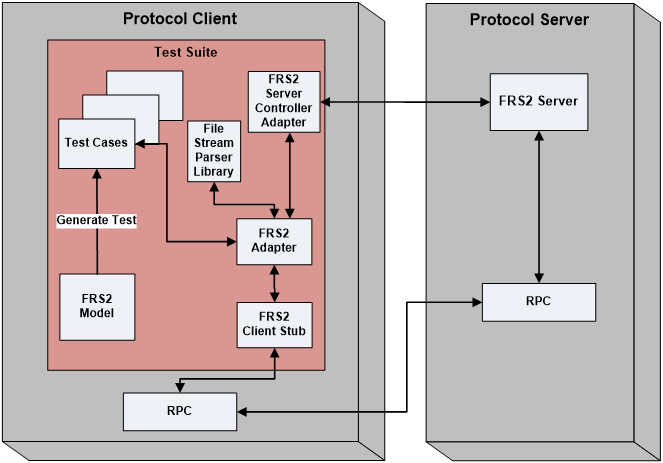 Protocol Client
Protocol Server
Test Suite
FRS2
Server
Controller
Adapter
FRS2 Server
Test Cases
File
Stream
Parser
Library
Generate Test
FRS2
Adapter
FRS2
Model
FRS2
Client Stub
RPC
RPC